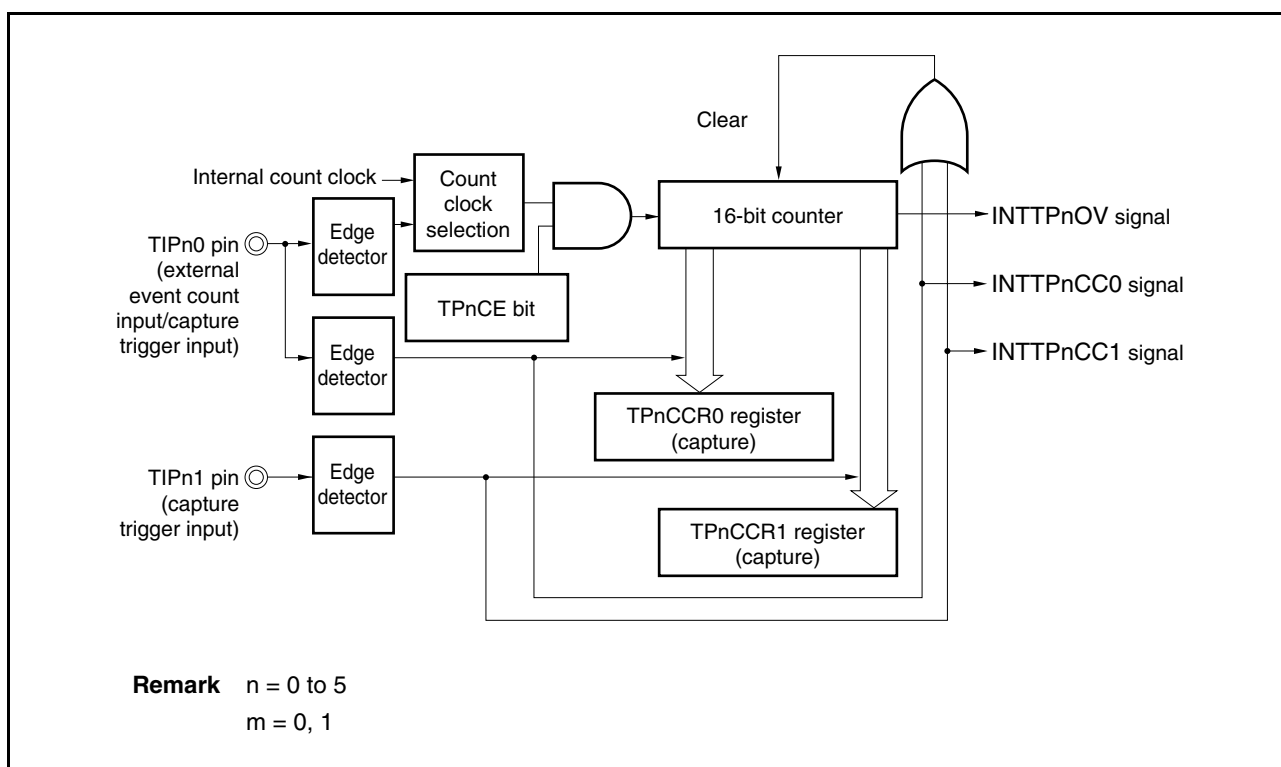 Clear
Internal count clock
Count
clock
selection
16-bit counter
INTTPnOV signal
Edge
detector
TIPn0 pin
(external
event count
input/capture
trigger input)
TPnCE bit
INTTPnCC0 signal
Edge
detector
INTTPnCC1 signal
TPnCCR0 register
(capture)
Edge
detector
TIPn1 pin
(capture
trigger input)
TPnCCR1 register
(capture)
Remark n = 0 to 5
m = 0, 1